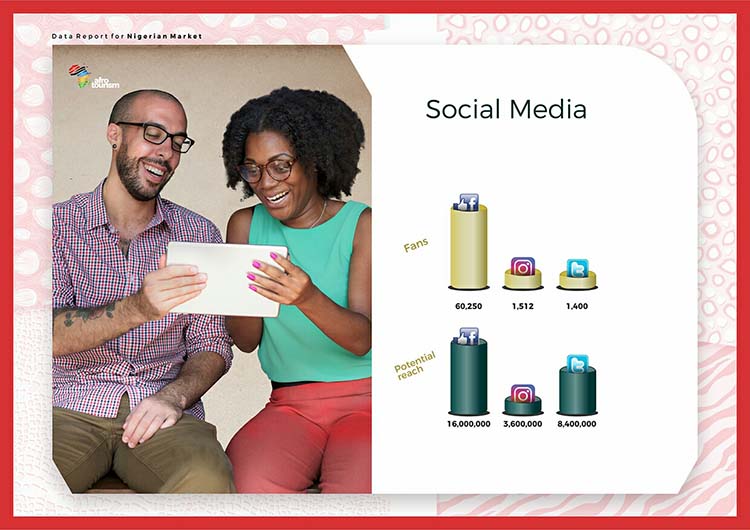 Data Report for Nigerian Market
afro
tourism
Social Media
Fans
60,250
1,512
1,400
Potential
reach
16,000,000
3,600,000
8,400,000